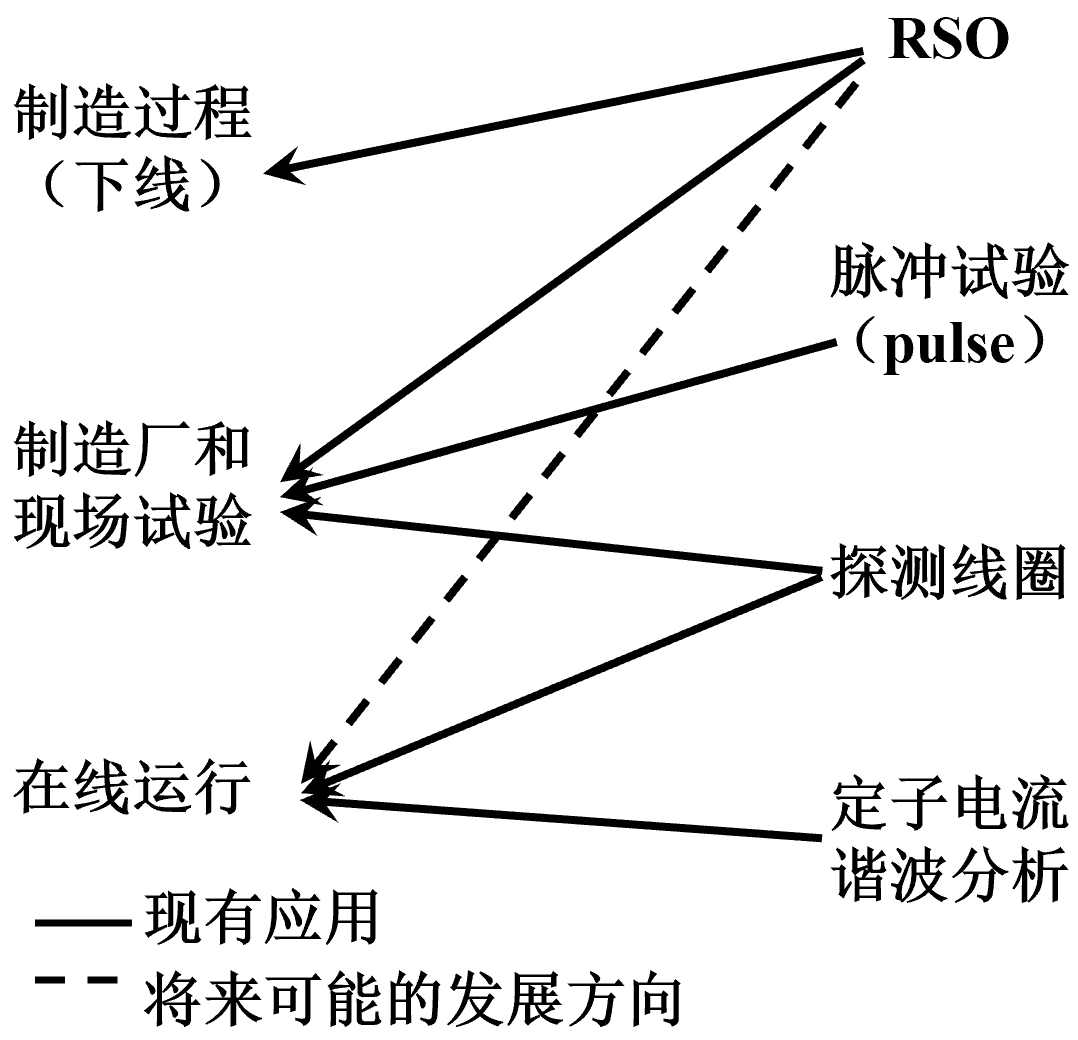 RSO
制造过程
（下线）
脉冲试验
（pulse）
制造厂和
现场试验
探测线圈
在线运行
定子电流
谐波分析
现有应用
将来可能的发展方向